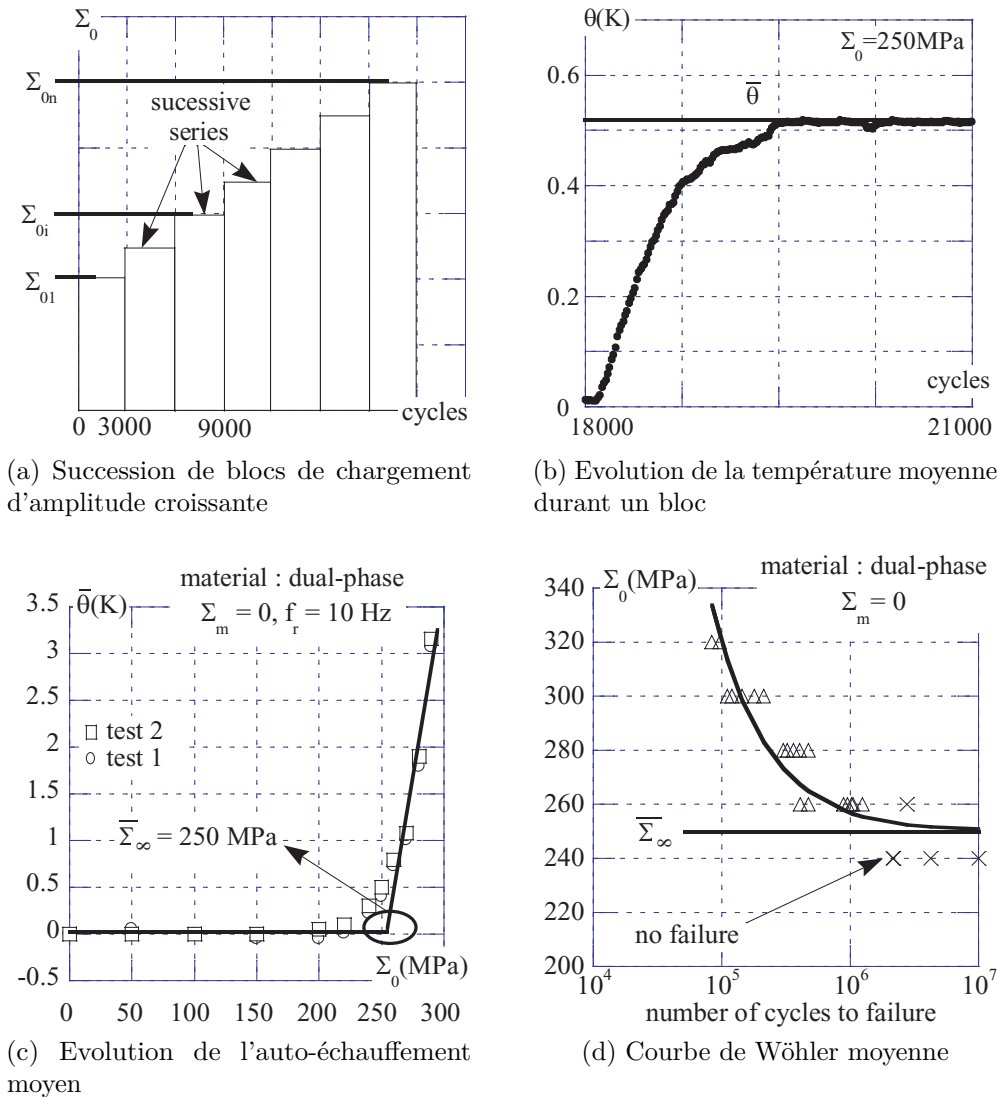 Σ0
Σ0n
sucessive
series
Σ0i
Σ01
cycles
0 3000 9000
(a) Succession de blocs de chargement
d'amplitude croissante
θ(K)
Σ0=250MPa
θ̅
0.6
0.4
0.2
0
cycles
18000 21000
(b) Evolution de la température moyenne
durant un bloc
material : dual-phase
Σm = 0, fr = 10 Hz
θ̅(K)
3.5
3
2.5
2
1.5
1
0.5
0
-0.5
test 2
test 1
Σ̅∞ = 250 MPa
Σ0(MPa)
0 50 100 150 200 250 300
(c) Evolution de l'auto-échauffement
moyen
material : dual-phase
Σm = 0
Σ0(MPa)
340
320
300
280
260
240
220
200
Σ̅∞
no failure
10^4 10^5 10^6 10^7
number of cycles to failure
(d) Courbe de Wöhler moyenne